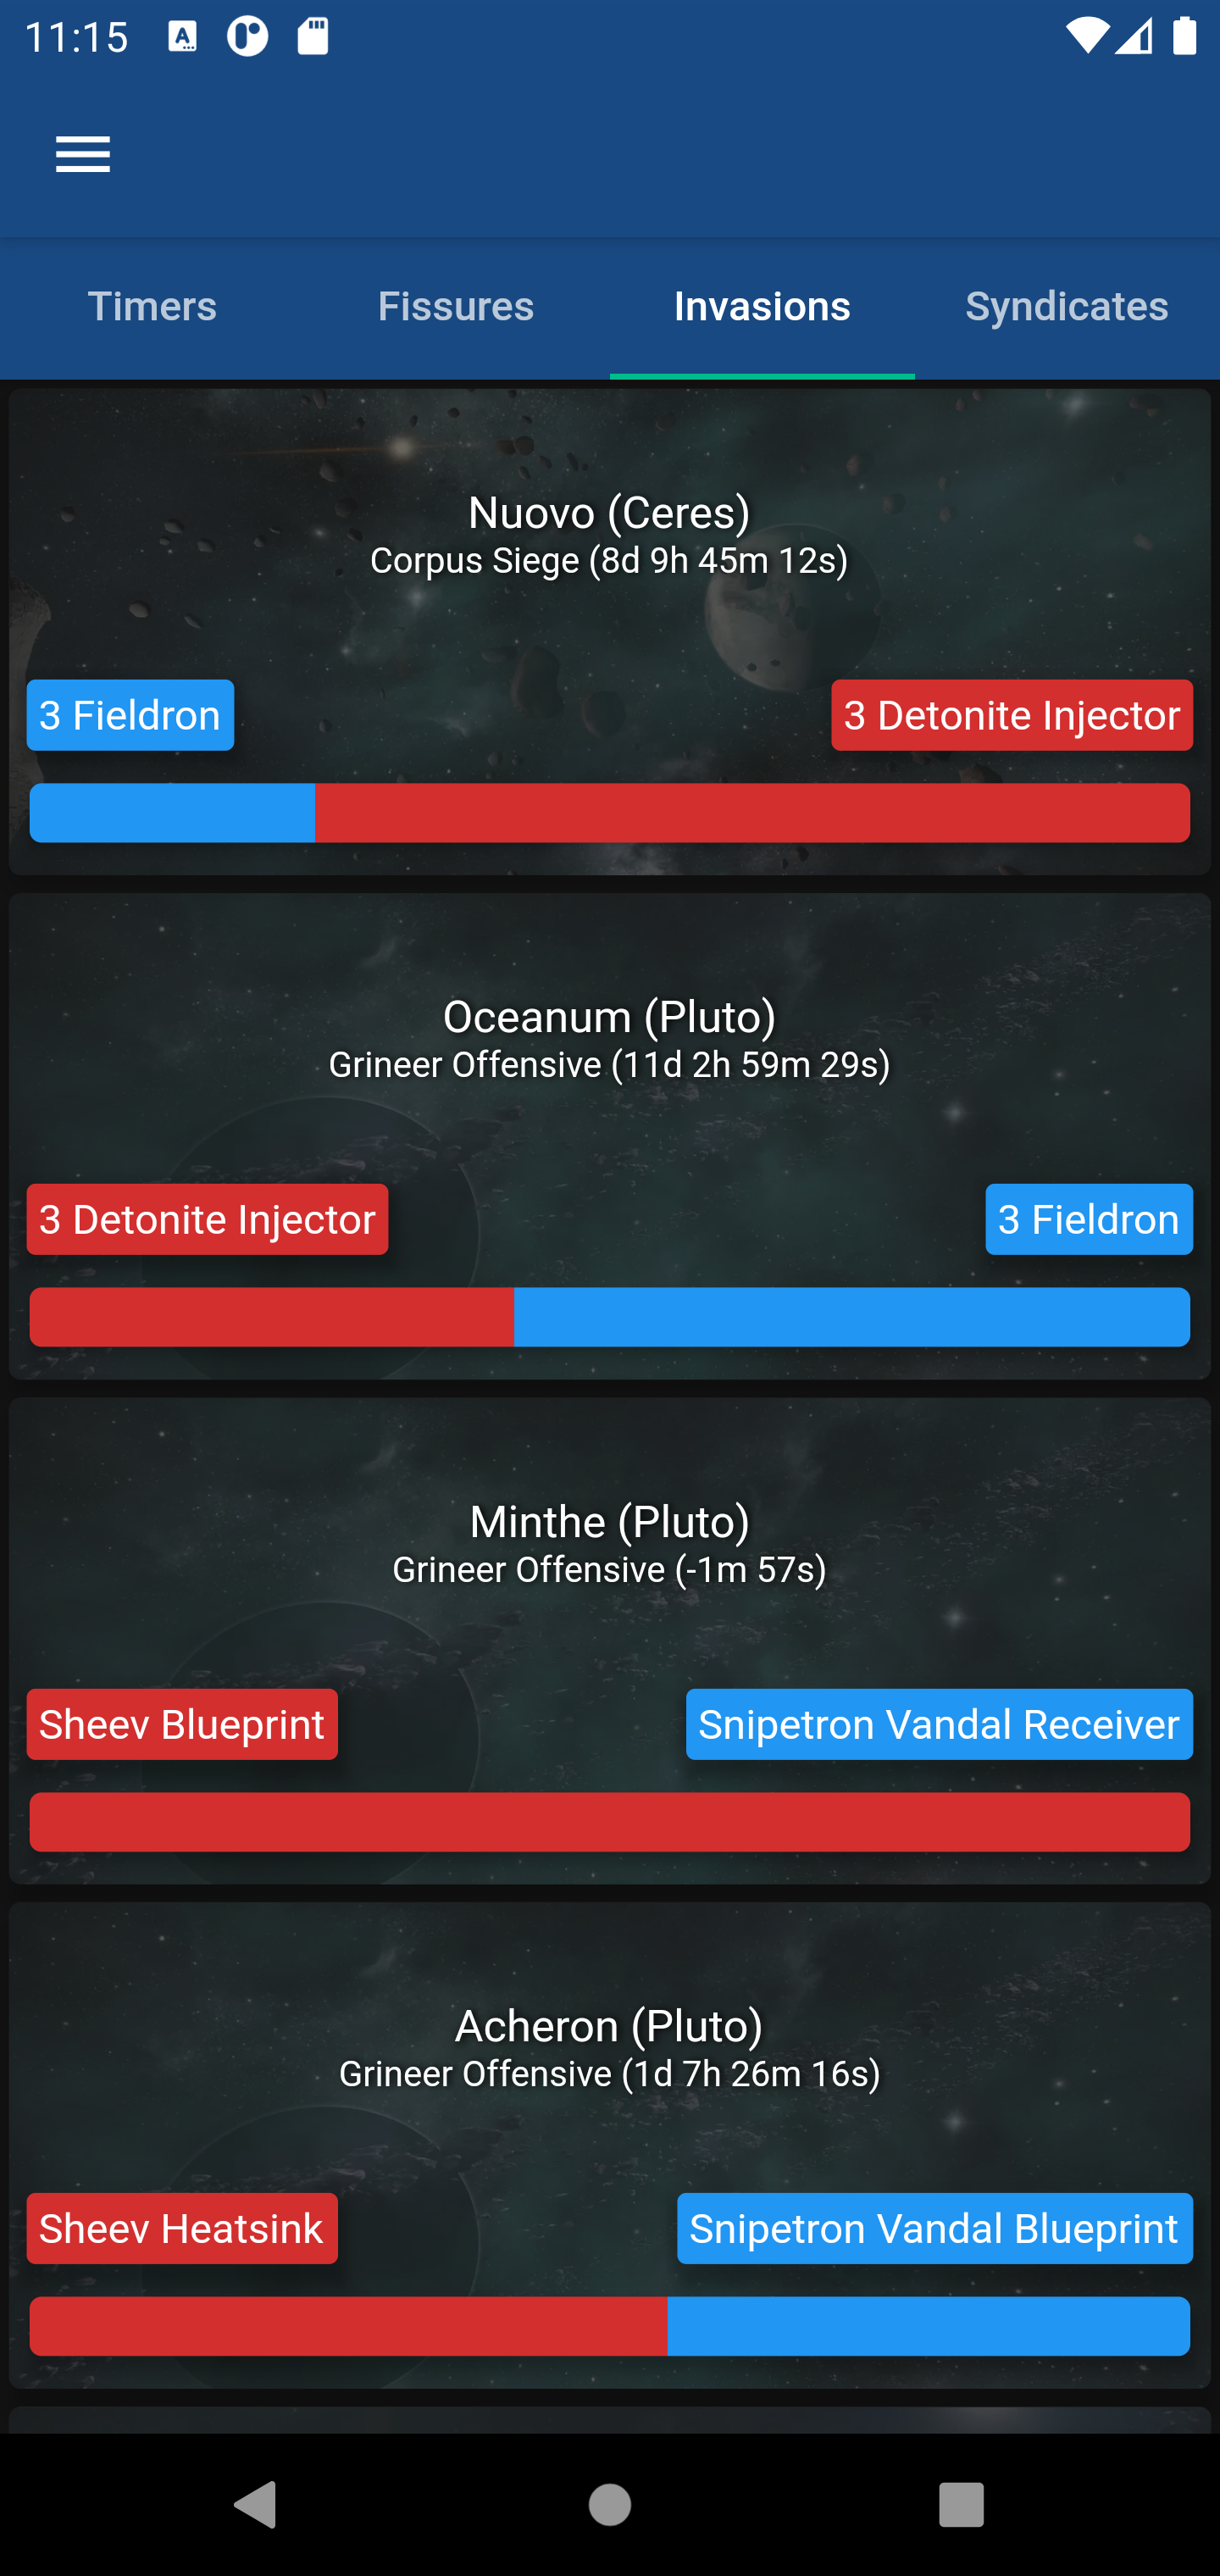 11:15
Timers Fissures Invasions Syndicates
Nuovo (Ceres)
Corpus Siege (8d 9h 45m 12s)
3 Fieldron 3 Detonite Injector
Oceanum (Pluto)
Grineer Offensive (11d 2h 59m 29s)
3 Detonite Injector 3 Fieldron
Minthe (Pluto)
Grineer Offensive (-1m 57s)
Sheev Blueprint Snipetron Vandal Receiver
Acheron (Pluto)
Grineer Offensive (1d 7h 26m 16s)
Sheev Heatsink Snipetron Vandal Blueprint